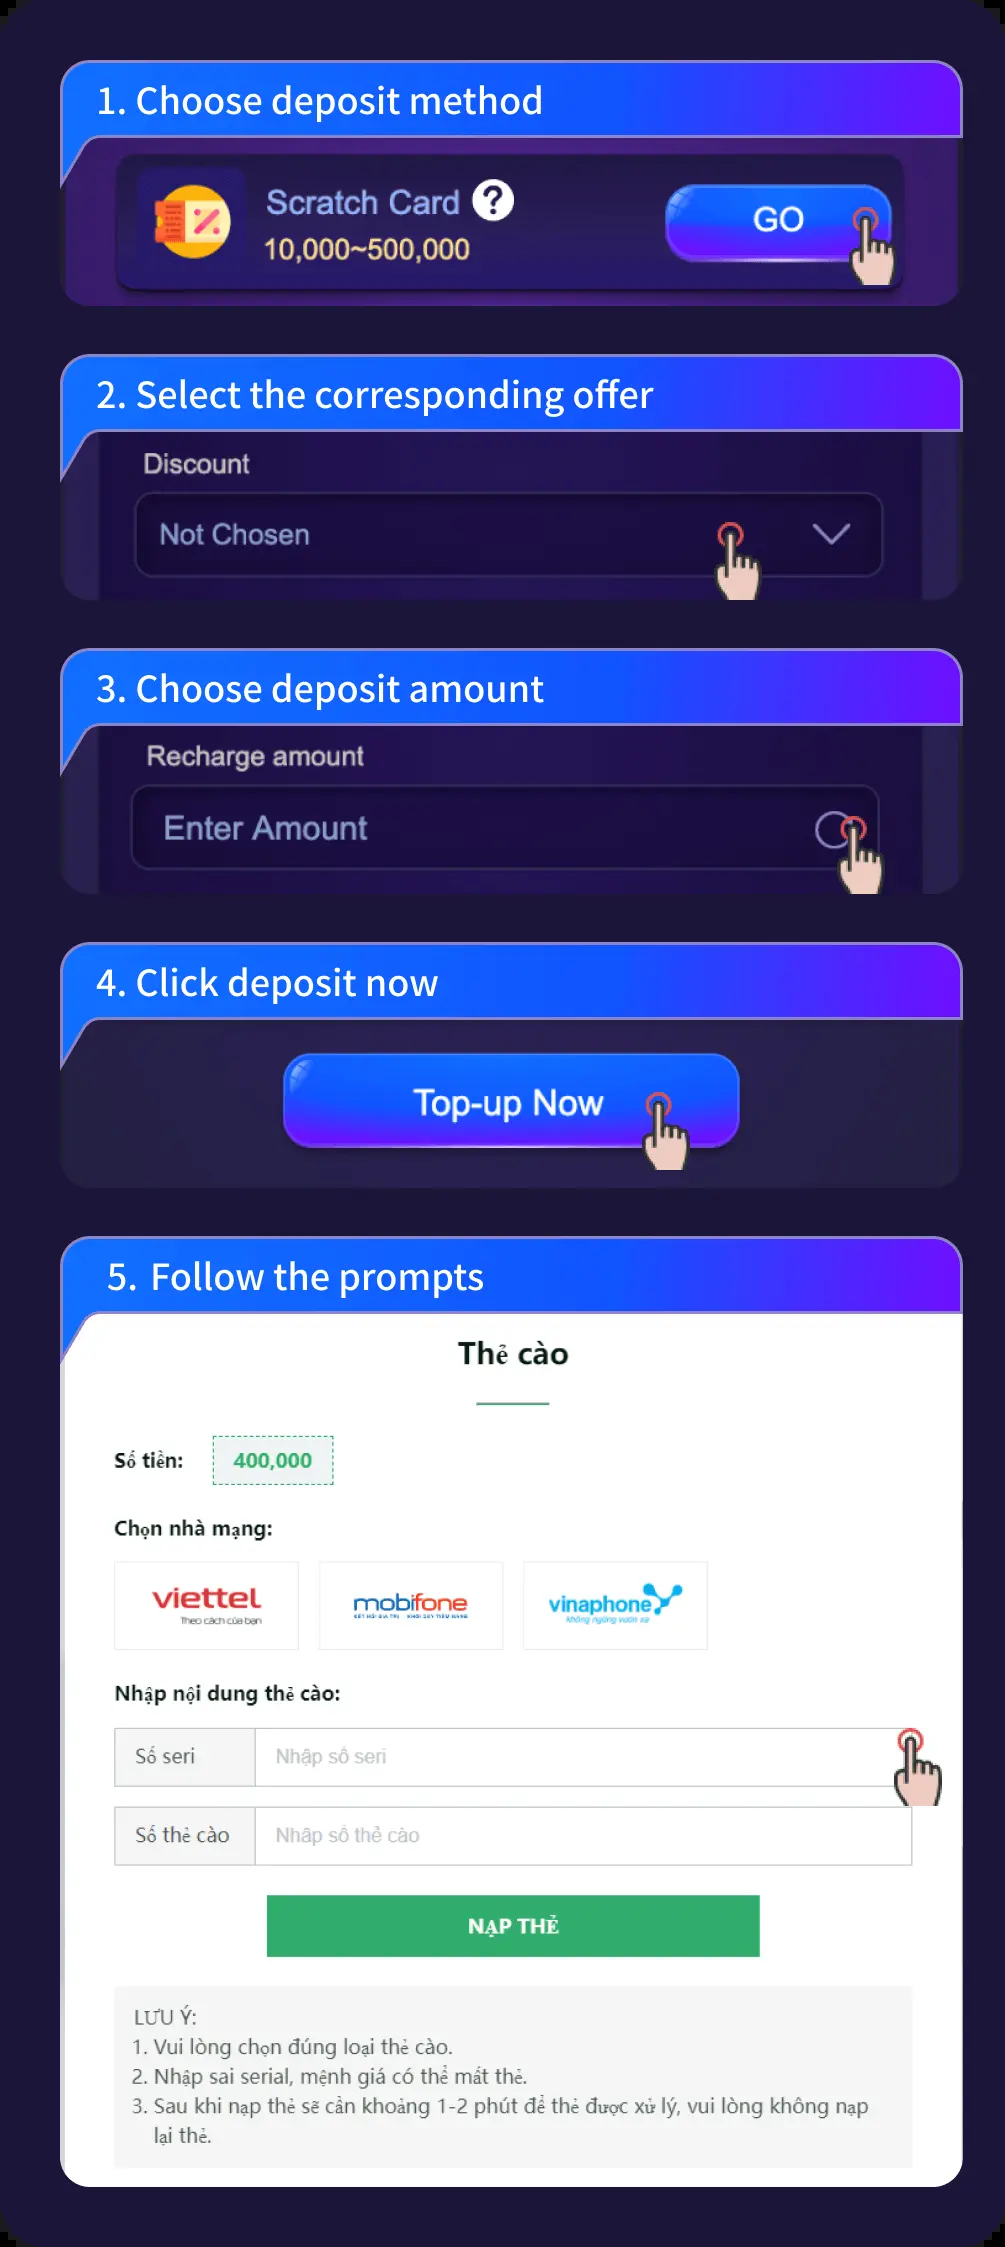 1. Choose deposit method
Scratch Card ?
10,000~500,000
GO
2. Select the corresponding offer
Discount
Not Chosen
3. Choose deposit amount
Recharge amount
Enter Amount
4. Click deposit now
Top-up Now
5. Follow the prompts
Thẻ cào
Số tiền: 400,000
Chọn nhà mạng:
viettel
Theo cách của bạn
mobifone
vinaphone
không ngừng vươn xa
Nhập nội dung thẻ cào:
Số seri Nhập số seri
Số thẻ cào Nhập số thẻ cào
NẠP THẺ
LƯU Ý:
1. Vui lòng chọn đúng loại thẻ cào.
2. Nhập sai serial, mệnh giá có thể mất thẻ.
3. Sau khi nạp thẻ sẽ cần khoảng 1-2 phút để thẻ được xử lý, vui lòng không nạp
lại thẻ.